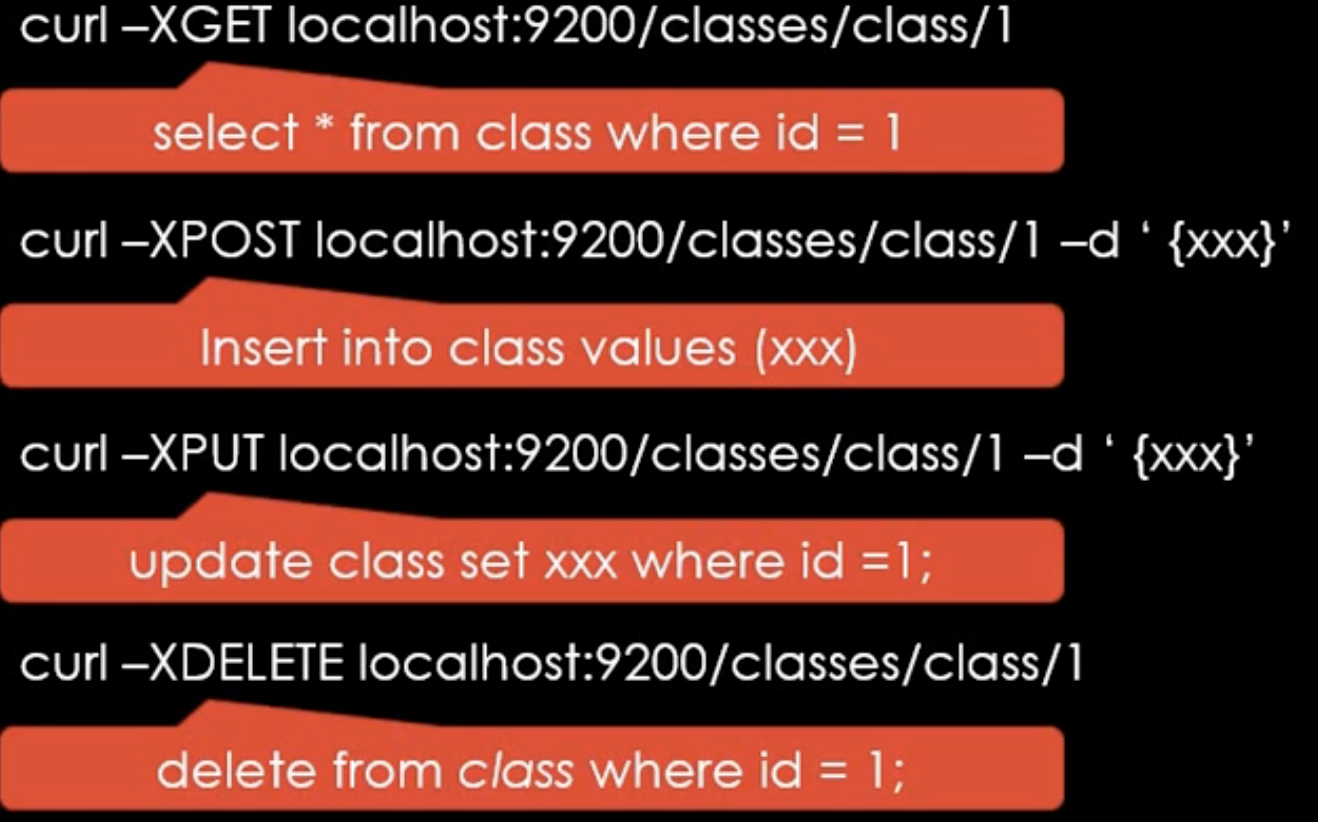 curl –XGET localhost:9200/classes/class/1
select * from class where id = 1
curl –XPOST localhost:9200/classes/class/1 –d ‘ {xxx}’
Insert into class values (xxx)
curl –XPUT localhost:9200/classes/class/1 –d ‘ {xxx}’
update class set xxx where id =1;
curl –XDELETE localhost:9200/classes/class/1
delete from class where id = 1;